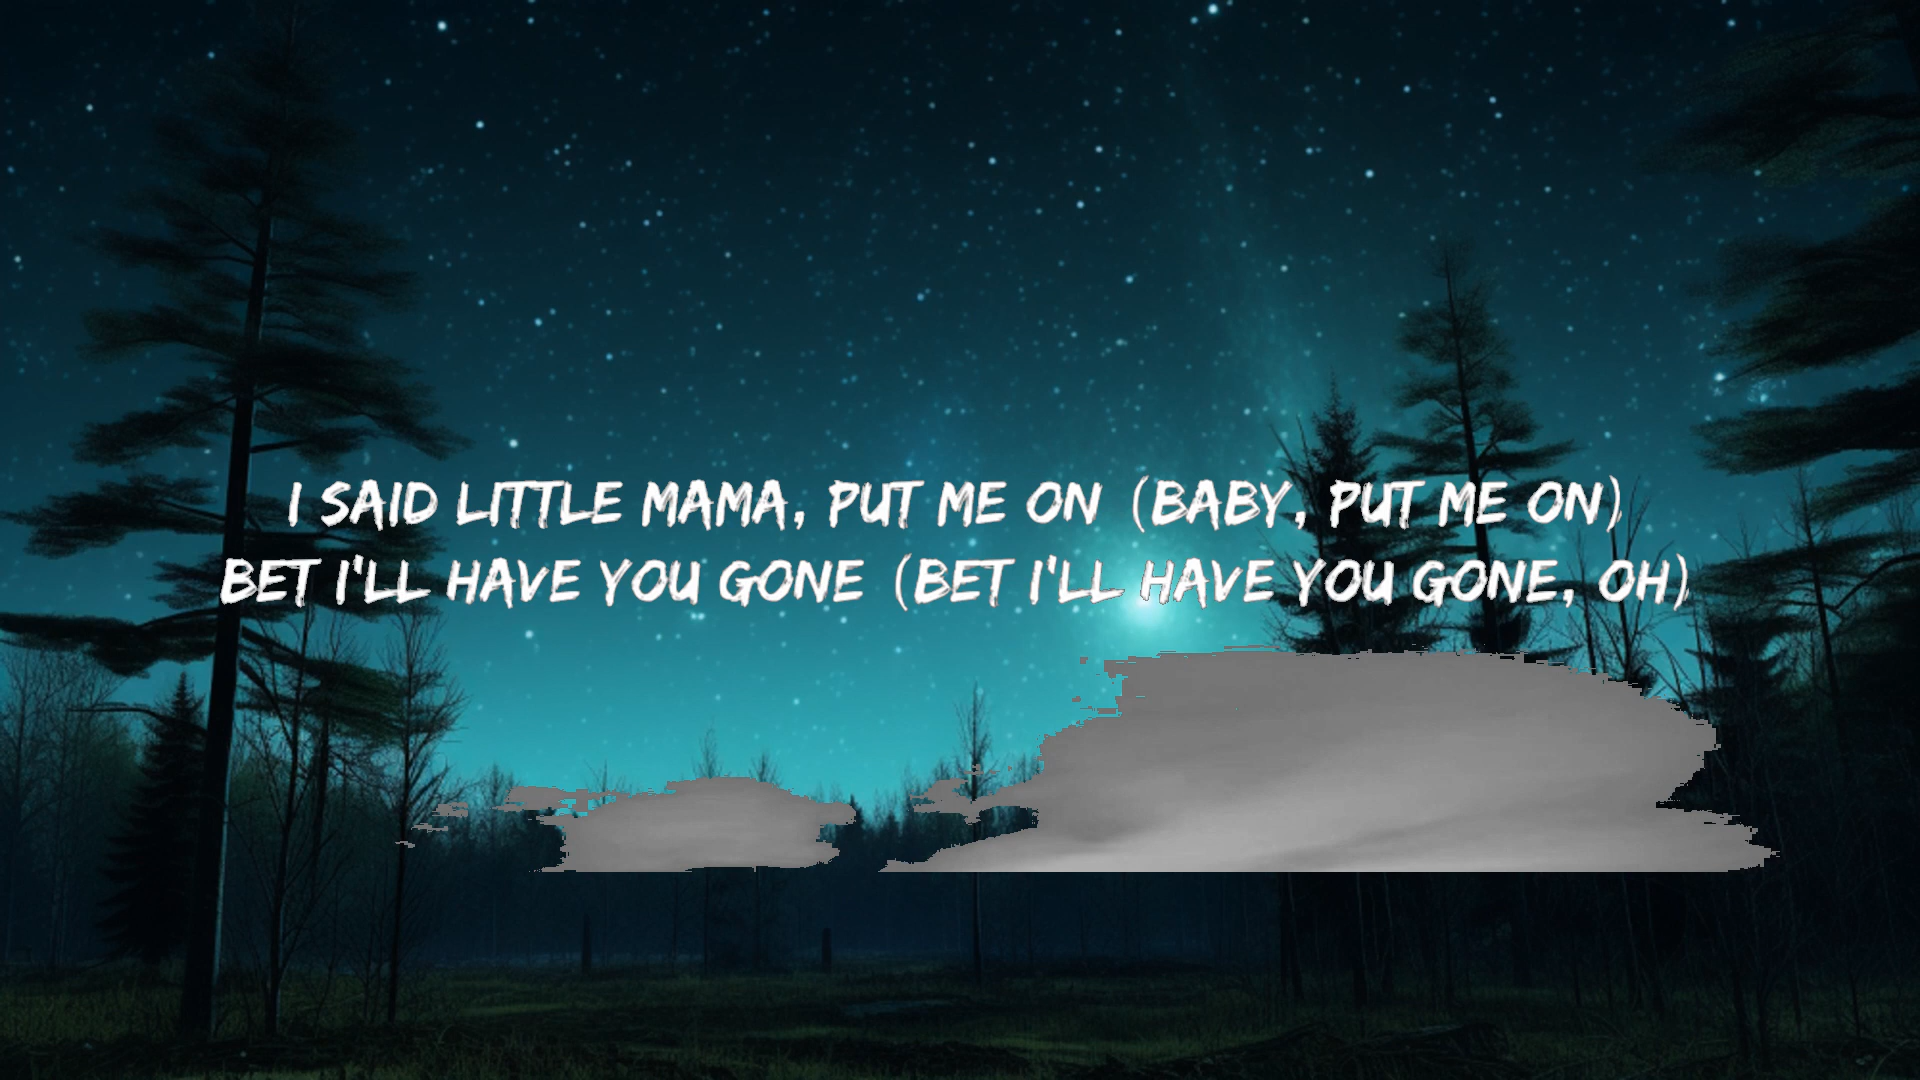 I SAID LITTLE MAMA, PUT ME ON (BABY, PUT ME ON)
BET I'LL HAVE YOU GONE (BET I'LL HAVE YOU GONE, OH)